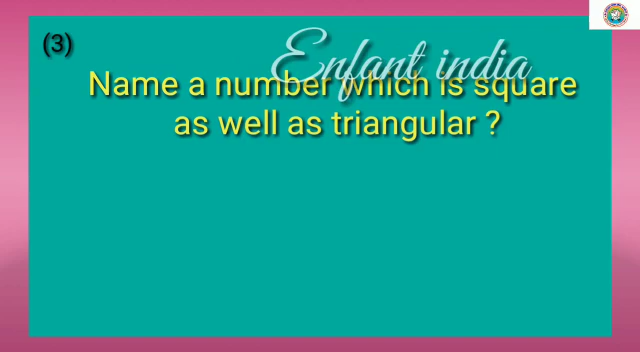 (3)
Enfant india
Name a number which is square
as well as triangular ?